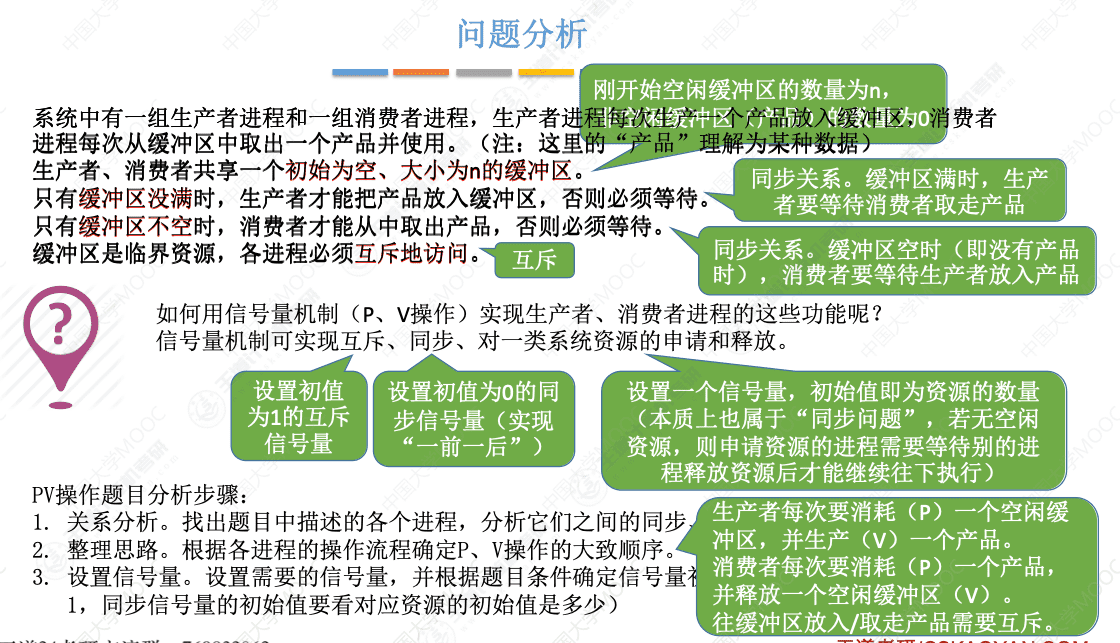 问题分析
刚开始空闲缓冲区的数量为n，
非空闲缓冲区（产品）的数量为0
系统中有一组生产者进程和一组消费者进程，生产者进程每次生产一个产品放入缓冲区，消费者
进程每次从缓冲区中取出一个产品并使用。（注：这里的“产品”理解为某种数据）
生产者、消费者共享一个初始为空、大小为n的缓冲区。
只有缓冲区没满时，生产者才能把产品放入缓冲区，否则必须等待。
同步关系。缓冲区满时，生产
者要等待消费者取走产品
只有缓冲区不空时，消费者才能从中取出产品，否则必须等待。
缓冲区是临界资源，各进程必须互斥地访问。
互斥
同步关系。缓冲区空时（即没有产品
时），消费者要等待生产者放入产品
?
如何用信号量机制（P、V操作）实现生产者、消费者进程的这些功能呢？
信号量机制可实现互斥、同步、对一类系统资源的申请和释放。
设置初值
为1的互斥
信号量
设置初值为0的同
步信号量（实现
“一前一后”）
设置一个信号量，初始值即为资源的数量
（本质上也属于“同步问题”，若无空闲
资源，则申请资源的进程需要等待别的进
程释放资源后才能继续往下执行）
PV操作题目分析步骤：
1. 关系分析。找出题目中描述的各个进程，分析它们之间的同步、
2. 整理思路。根据各进程的操作流程确定P、V操作的大致顺序。
3. 设置信号量。设置需要的信号量，并根据题目条件确定信号量初
1，同步信号量的初始值要看对应资源的初始值是多少）
生产者每次要消耗（P）一个空闲缓
冲区，并生产（V）一个产品。
消费者每次要消耗（P）一个产品，
并释放一个空闲缓冲区（V）。
往缓冲区放入/取走产品需要互斥。